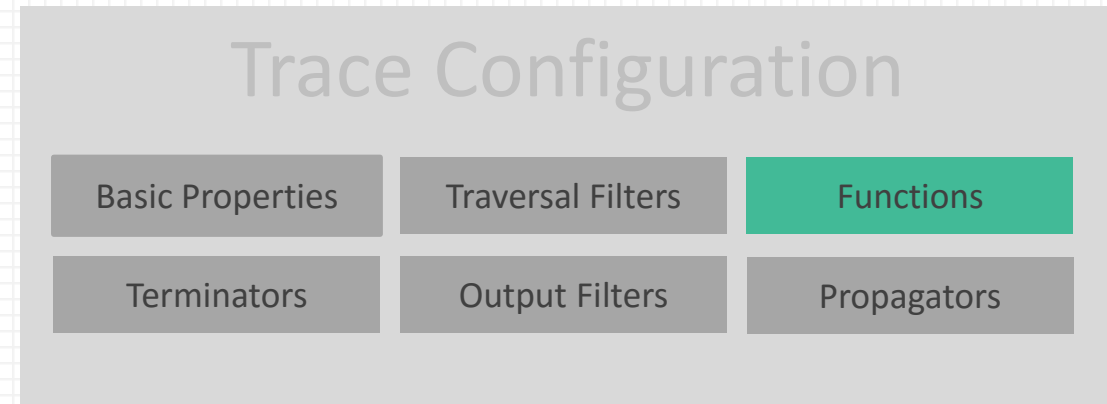 Trace Configuration
Basic Properties
Traversal Filters
Functions
Terminators
Output Filters
Propagators